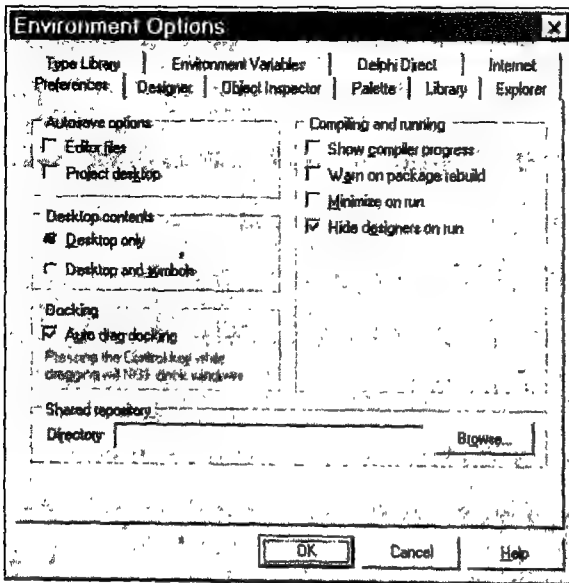 Environment Options
Type Library Environment Variables Delphi Direct Internet
Preferences Designer Object Inspector Palette Library Explorer
Autosave options
Editor files
Project desktop
Desktop contents
Desktop only
Desktop and symbols
Docking
Auto drag docking
Pressing the Control key while
dragging will NOT dock windows
Compiling and running
Show compiler progress
Warn on package rebuild
Minimize on run
Hide designers on run
Shared repository
Directory Browse...
OK Cancel Help